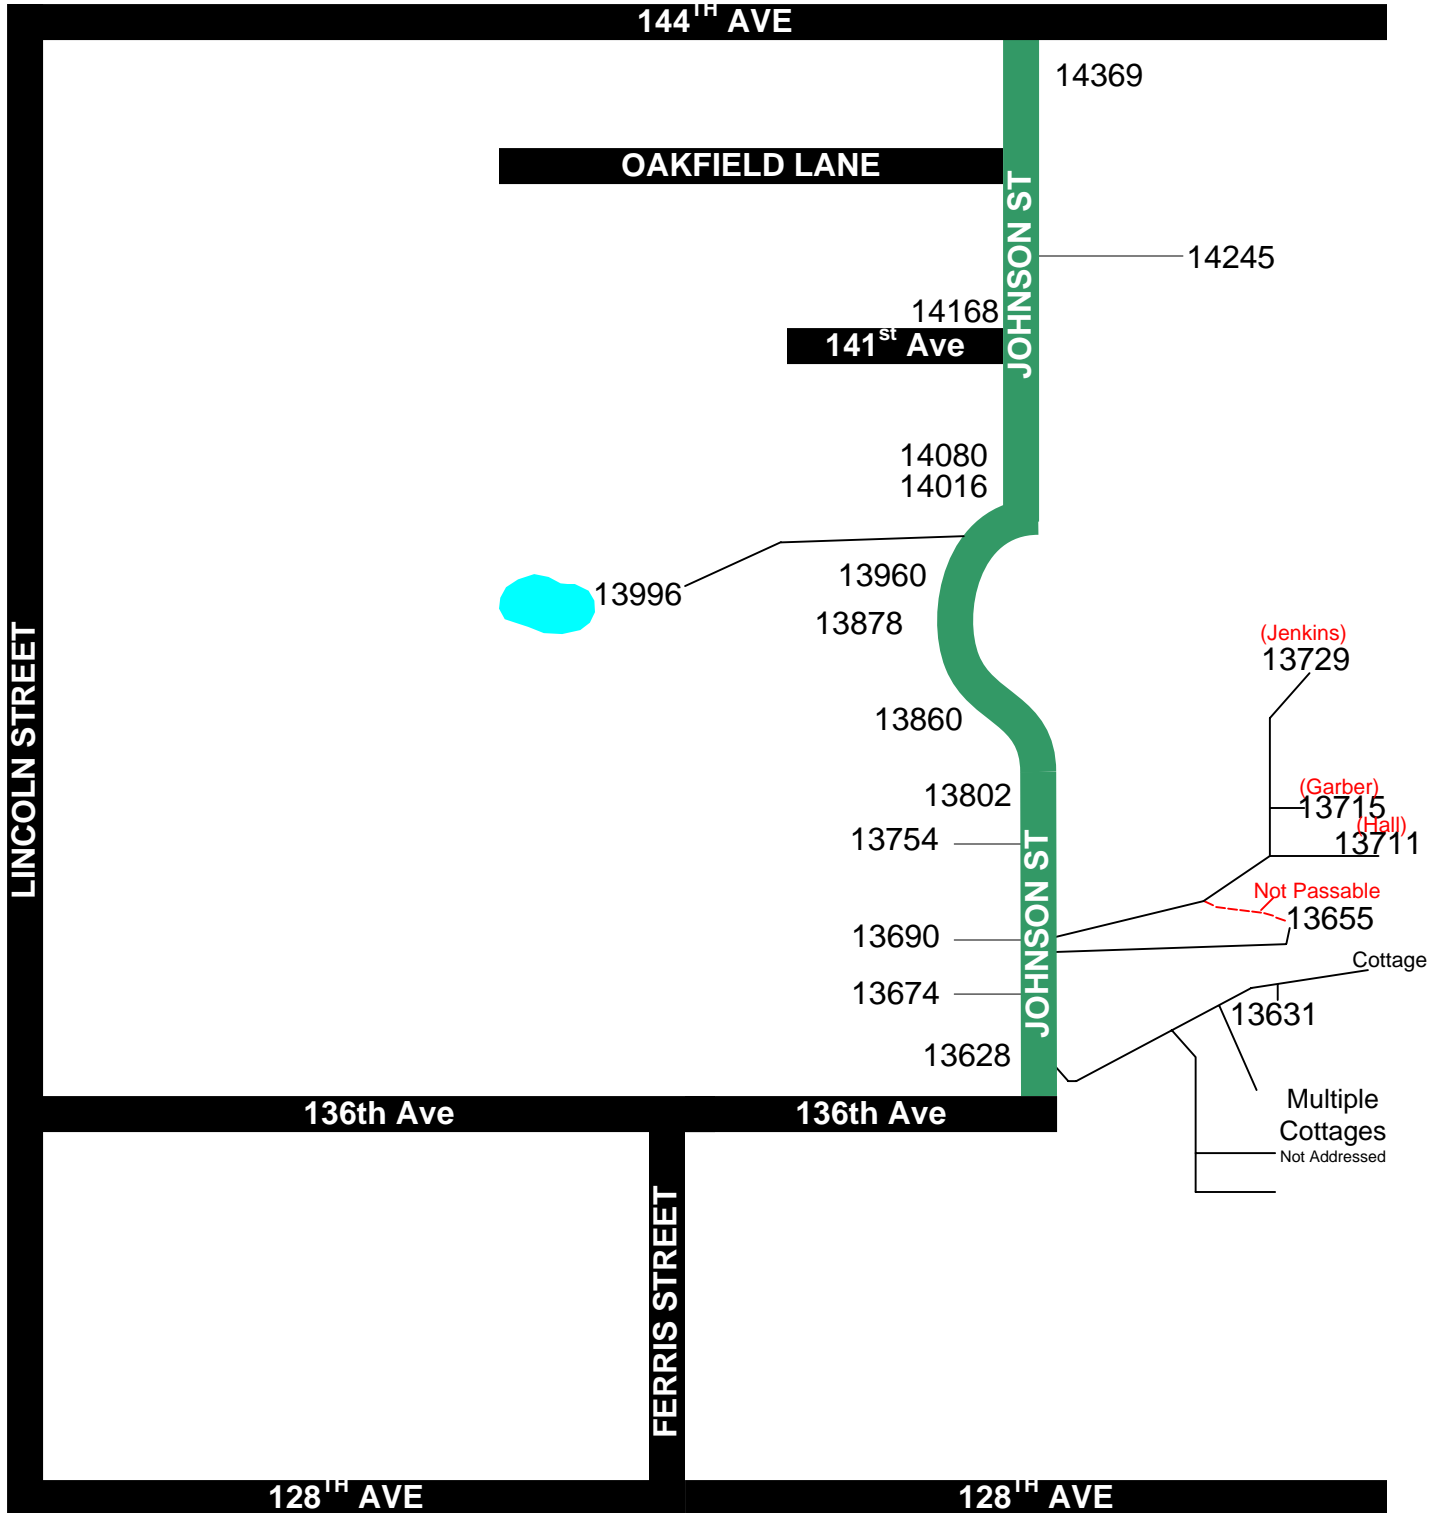 144TH AVE
14369
OAKFIELD LANE
JOHNSON ST
14245
14168
141st Ave
14080
14016
13960
13996
13878
(Jenkins)
13729
LINCOLN STREET
13860
(Garber)
13802
13715
(Hall)
13754
13711
JOHNSON ST
Not Passable
13655
13690
Cottage
13674
13631
13628
Multiple
Cottages
Not Addressed
136th Ave
136th Ave
FERRIS STREET
128TH AVE
128TH AVE